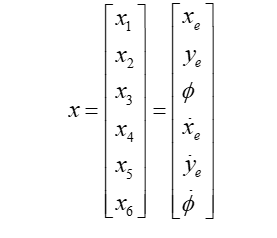 x = [x₁ x₂ x₃ x₄ x₅ x₆]ᵀ = [xₑ yₑ ϕ ẋₑ ẏₑ ϕ̇]ᵀ